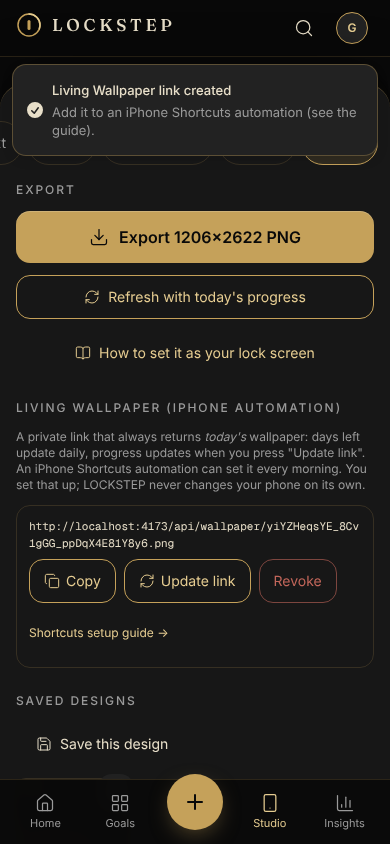 LOCKSTEP
G
Living Wallpaper link created
Add it to an iPhone Shortcuts automation (see the
guide).
EXPORT
Export 1206×2622 PNG
Refresh with today's progress
How to set it as your lock screen
LIVING WALLPAPER (IPHONE AUTOMATION)
A private link that always returns today's wallpaper: days left
update daily, progress updates when you press "Update link".
An iPhone Shortcuts automation can set it every morning. You
set that up; LOCKSTEP never changes your phone on its own.
http://localhost:4173/api/wallpaper/yiYZHeqsYE_8Cv
1gGG_ppDqX4E81Y8y6.png
Copy
Update link
Revoke
Shortcuts setup guide →
SAVED DESIGNS
Save this design
Home
Goals
Studio
Insights